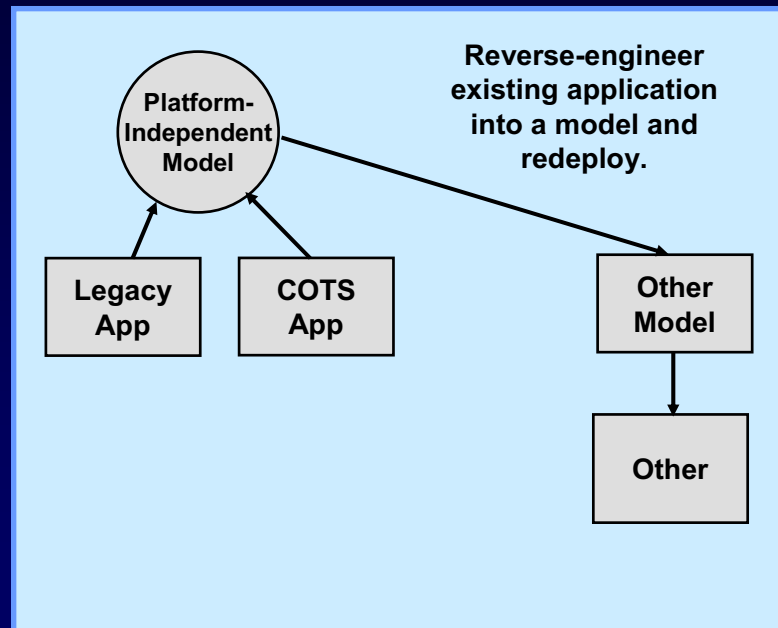 Platform-
Independent
Model
Reverse-engineer
existing application
into a model and
redeploy.
Legacy
App
COTS
App
Other
Model
Other